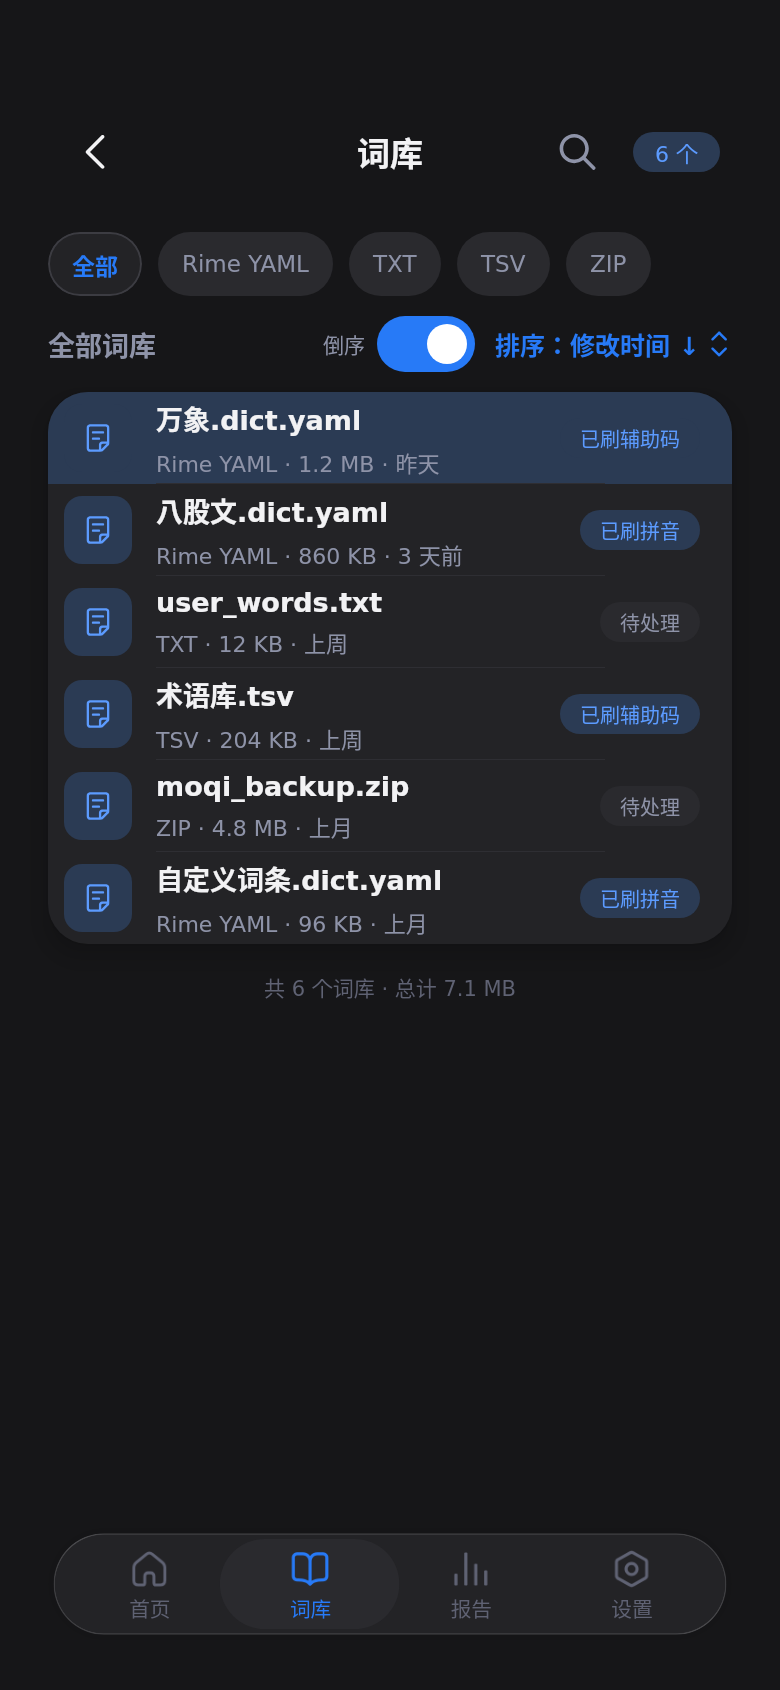 词库
6 个
全部 Rime YAML TXT TSV ZIP
全部词库 倒序 排序：修改时间 ↓
万象.dict.yaml
Rime YAML · 1.2 MB · 昨天
已刷辅助码
八股文.dict.yaml
Rime YAML · 860 KB · 3 天前
已刷拼音
user_words.txt
TXT · 12 KB · 上周
待处理
术语库.tsv
TSV · 204 KB · 上周
已刷辅助码
moqi_backup.zip
ZIP · 4.8 MB · 上月
待处理
自定义词条.dict.yaml
Rime YAML · 96 KB · 上月
已刷拼音
共 6 个词库 · 总计 7.1 MB
首页 词库 报告 设置